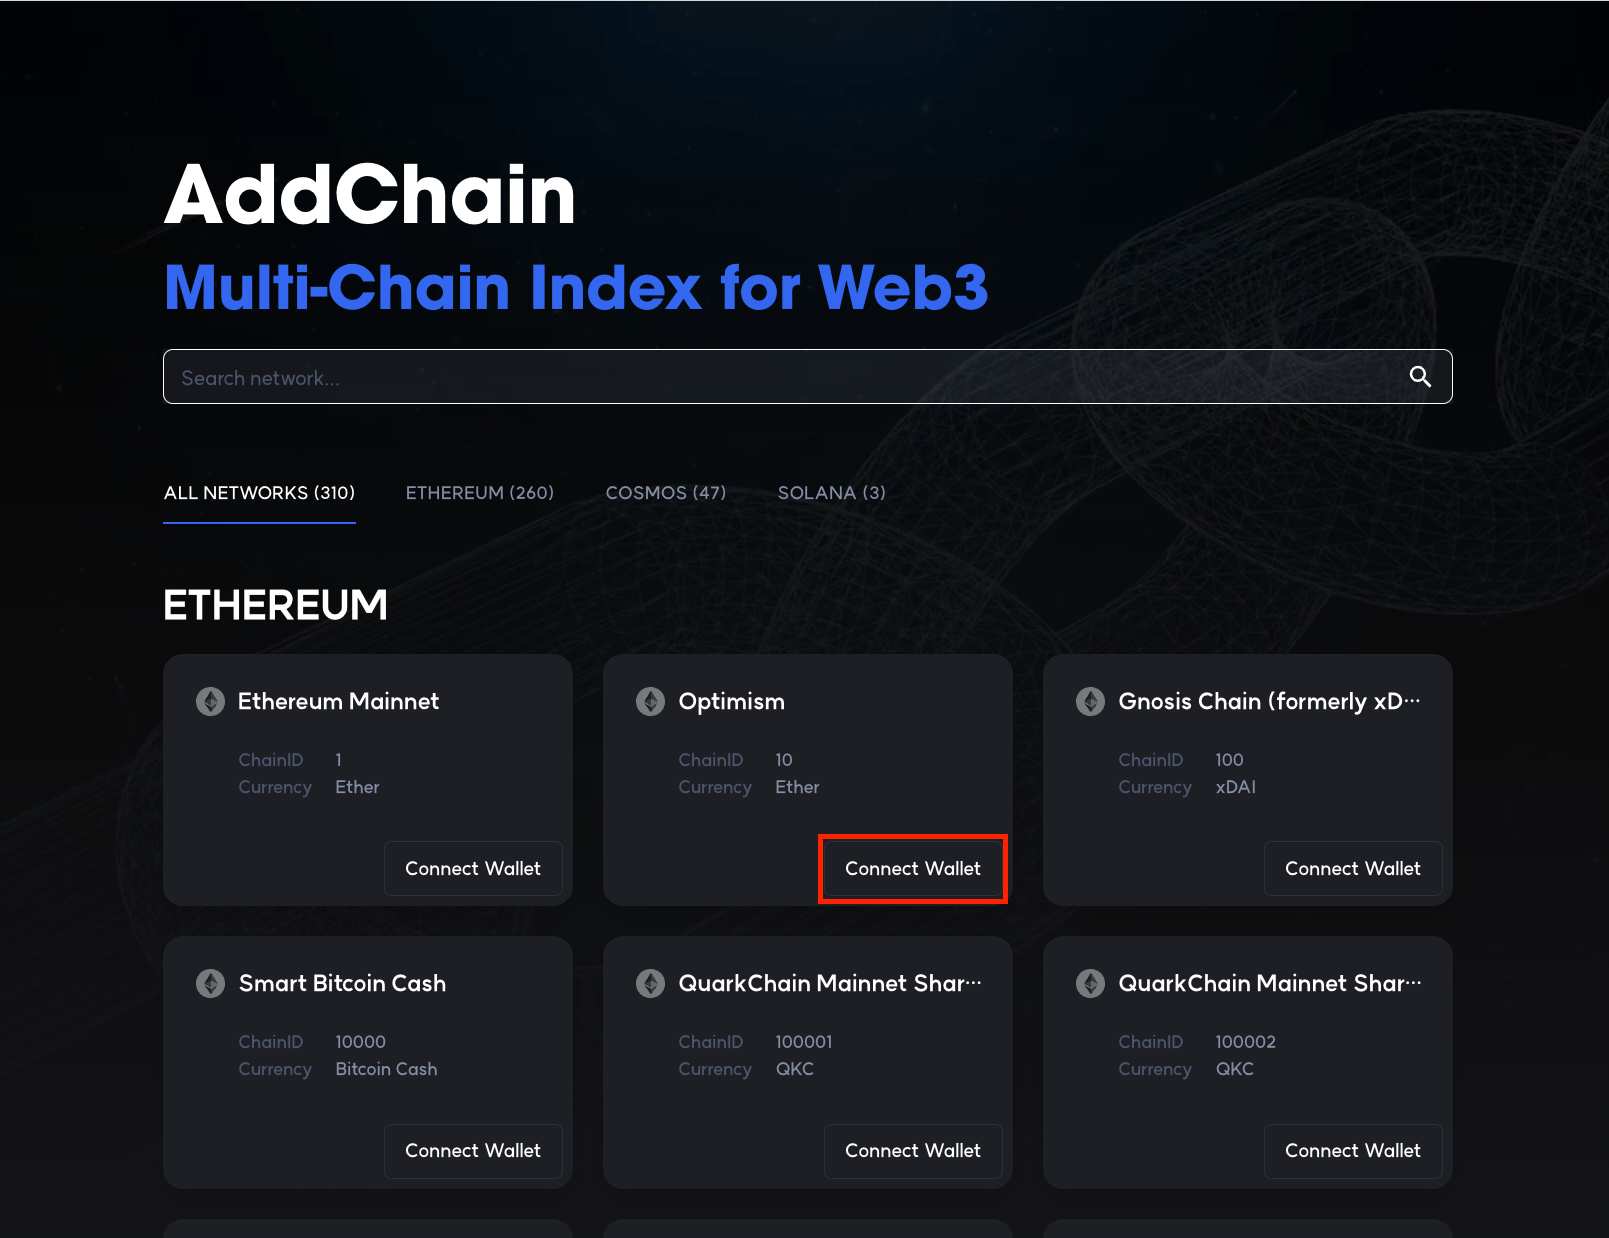 AddChain
Multi-Chain Index for Web3
Search network...
ALL NETWORKS (310) ETHEREUM (260) COSMOS (47) SOLANA (3)
ETHEREUM
Ethereum Mainnet
ChainID 1
Currency Ether
Connect Wallet
Optimism
ChainID 10
Currency Ether
Connect Wallet
Gnosis Chain (formerly xD···
ChainID 100
Currency xDAI
Connect Wallet
Smart Bitcoin Cash
ChainID 10000
Currency Bitcoin Cash
Connect Wallet
QuarkChain Mainnet Shar···
ChainID 100001
Currency QKC
Connect Wallet
QuarkChain Mainnet Shar···
ChainID 100002
Currency QKC
Connect Wallet